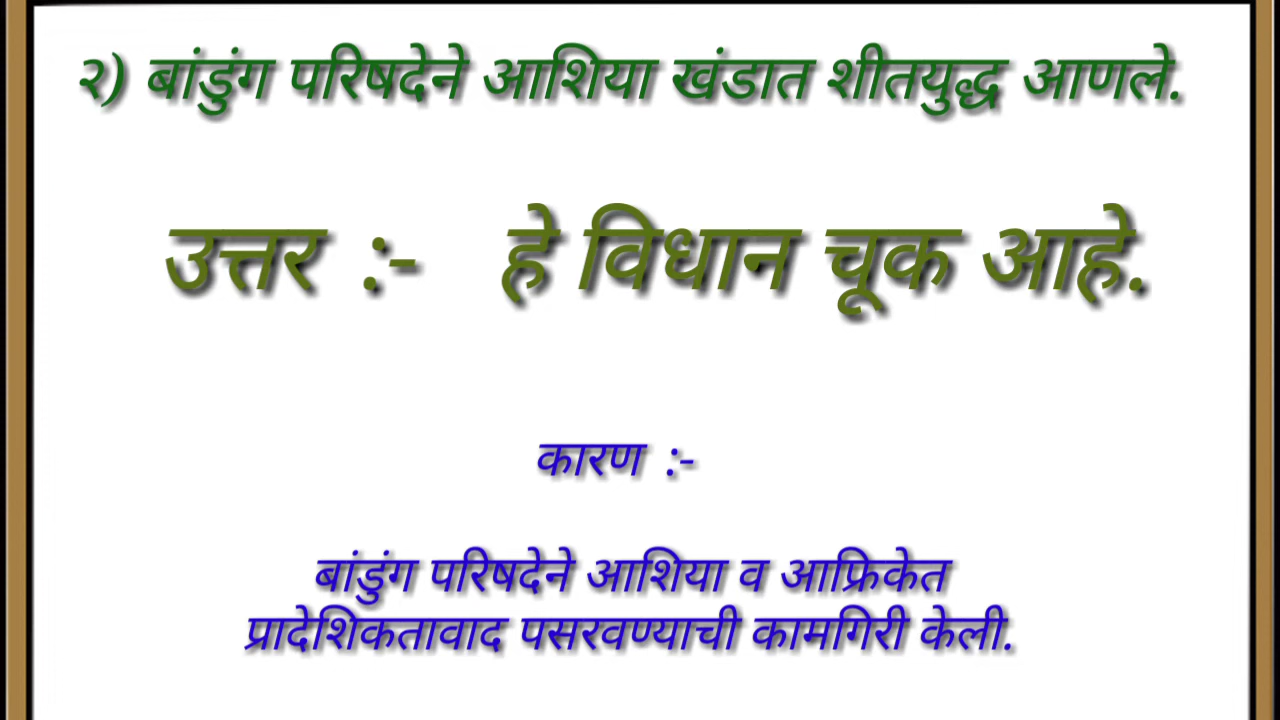 २) बांडुंग परिषदेने आशिया खंडात शीतयुद्ध आणले.
उत्तर :- हे विधान चूक आहे.
कारण :-
बांडुंग परिषदेने आशिया व आफ्रिकेत
प्रादेशिकतावाद पसरवण्याची कामगिरी केली.